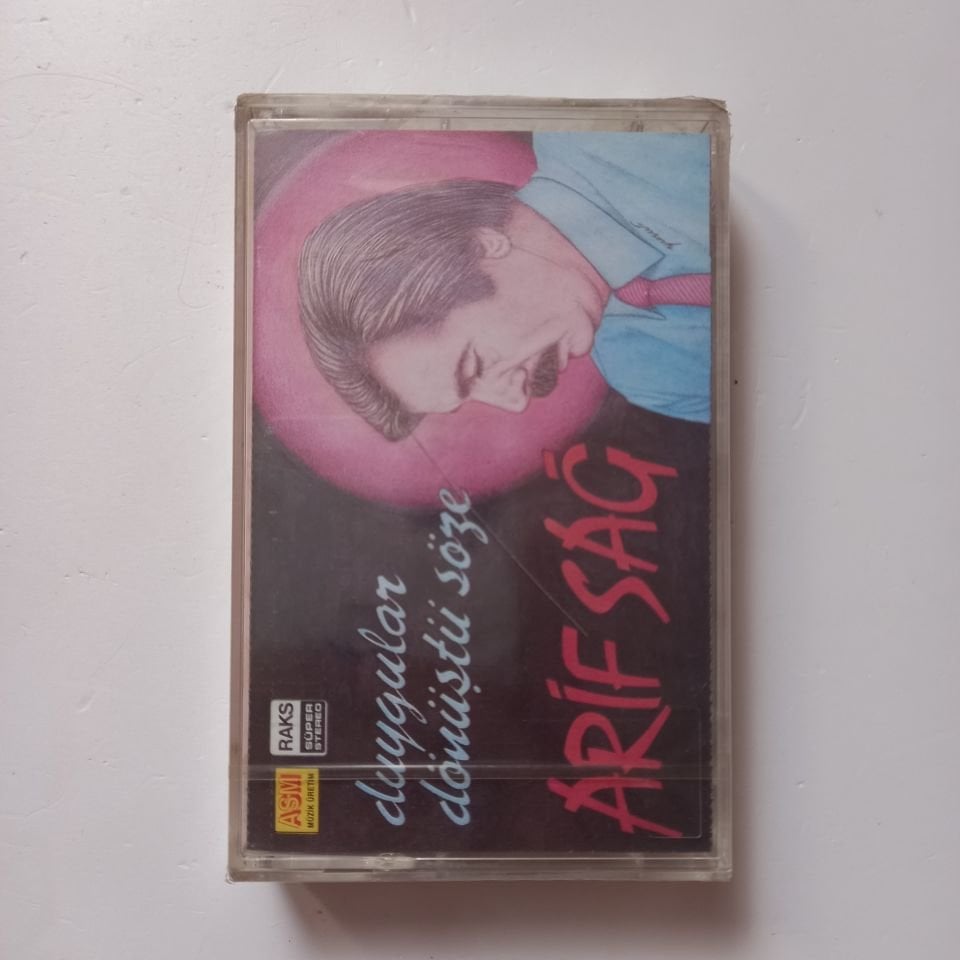 ASM
MÜZİK ÜRETİM
RAKS
SÜPER
STEREO
duygular
dönüştü söze
ARİF SAĞ